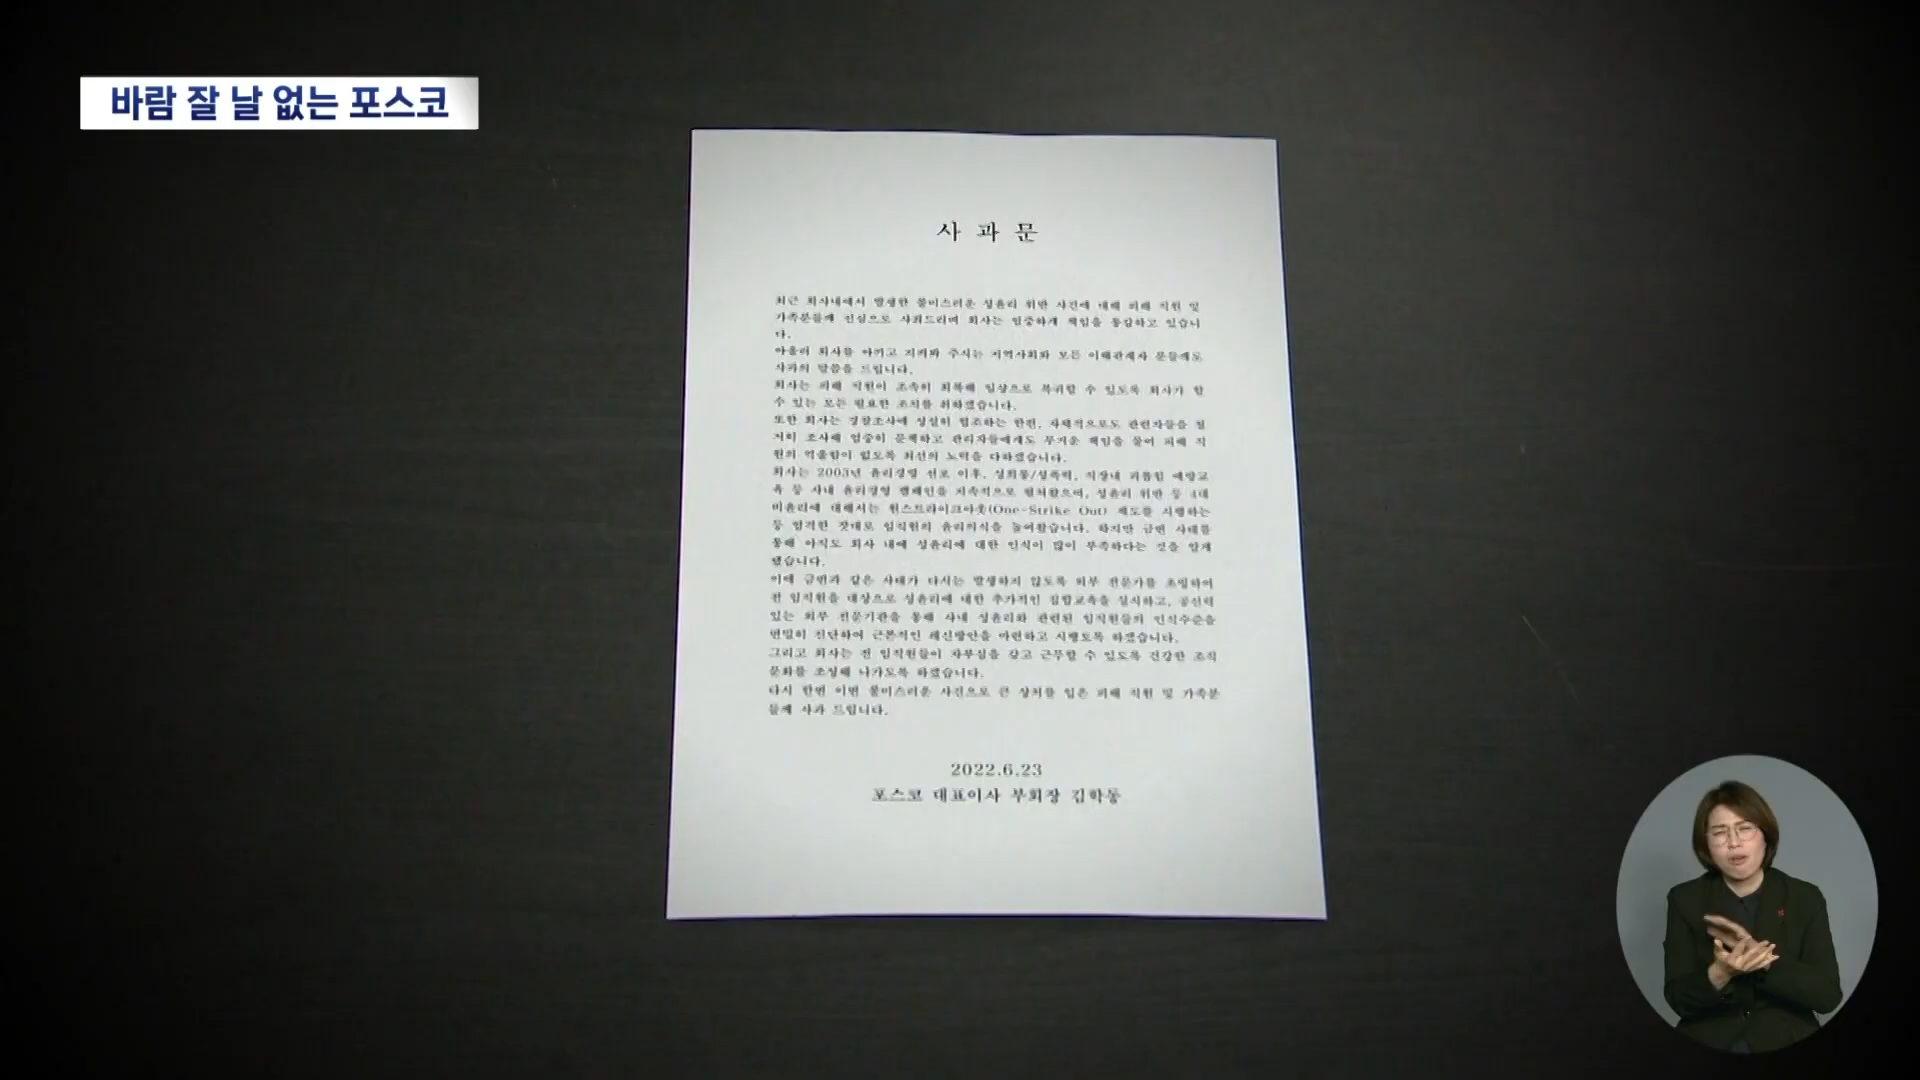 바람 잘 날 없는 포스코
사 과 문
최근 회사내에서 발생한 불미스러운 성윤리 위반 사건에 대해 피해 직원 및
가족분들께 진심으로 사죄드리며 회사는 엄중하게 책임을 통감하고 있습니
다.
아울러 회사를 아끼고 지켜봐 주시는 지역사회와 모든 이해관계자 분들께도
사과의 말씀을 드립니다.
회사는 피해 직원이 조속히 회복해 일상으로 복귀할 수 있도록 회사가 할
수 있는 모든 필요한 조치를 취하겠습니다.
또한 회사는 경찰조사에 성실히 협조하는 한편, 자체적으로도 관련자들을 철
저히 조사해 엄중히 문책하고 관리자들에게도 무거운 책임을 물어 피해 직
원의 억울함이 없도록 최선의 노력을 다하겠습니다.
회사는 2003년 윤리경영 선포 이후, 성희롱/성폭력, 직장내 괴롭힘 예방교
육 등 사내 윤리경영 캠페인을 지속적으로 펼쳐왔으며, 성윤리 위반 등 4대
비윤리에 대해서는 원스트라이크아웃(One-Strike Out) 제도를 시행하는
등 엄격한 잣대로 임직원의 윤리의식을 높여왔습니다. 하지만 금번 사태를
통해 아직도 회사 내에 성윤리에 대한 인식이 많이 부족하다는 것을 알게
됐습니다.
이에 금번과 같은 사태가 다시는 발생하지 않도록 외부 전문가를 초빙하여
전 임직원을 대상으로 성윤리에 대한 추가적인 집합교육을 실시하고, 공신력
있는 외부 전문기관을 통해 사내 성윤리와 관련된 임직원들의 인식수준을
면밀히 진단하여 근본적인 쇄신방안을 마련하고 시행토록 하겠습니다.
그리고 회사는 전 임직원들이 자부심을 갖고 근무할 수 있도록 건강한 조직
문화를 조성해 나가도록 하겠습니다.
다시 한번 이번 불미스러운 사건으로 큰 상처를 입은 피해 직원 및 가족분
들께 사과 드립니다.
2022.6.23
포스코 대표이사 부회장 김학동